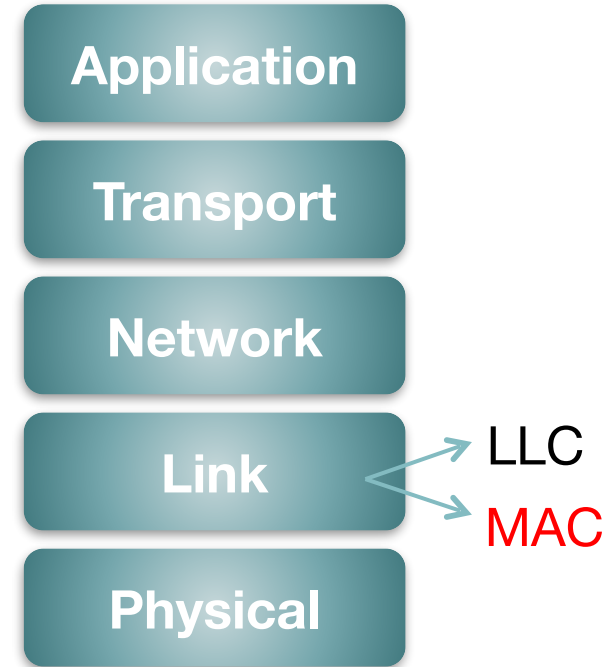 Application
Transport
Network
Link
LLC
MAC
Physical